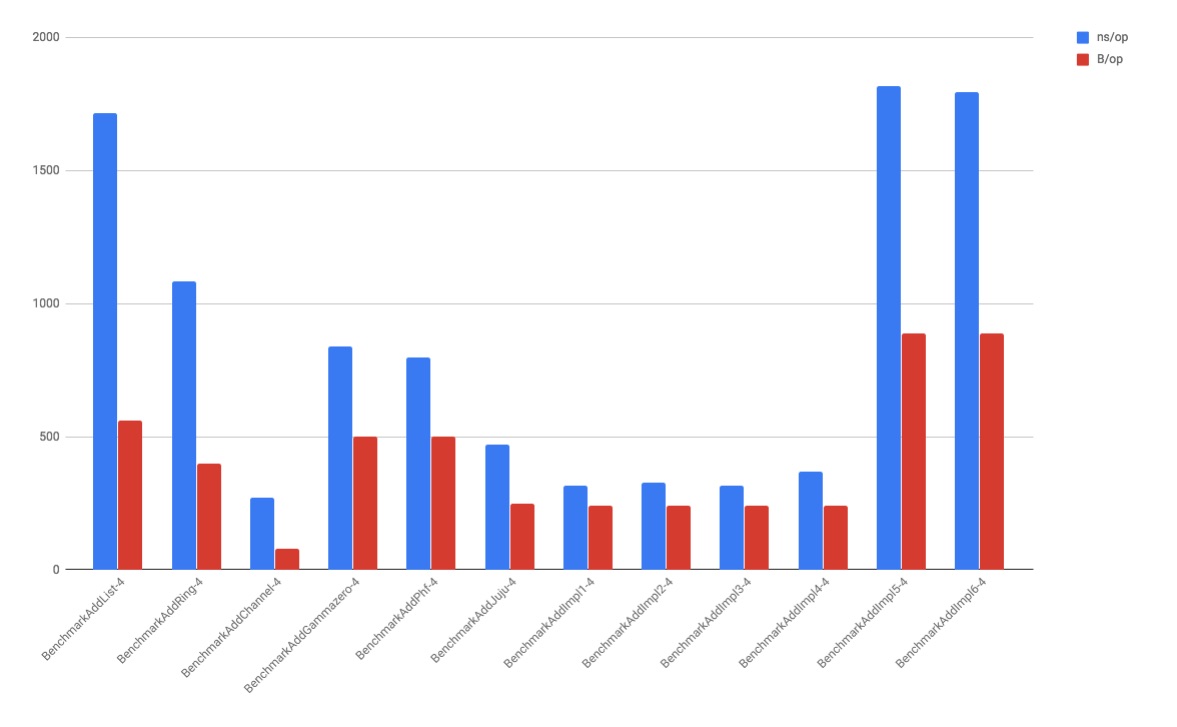 2000
1500
1000
500
0
ns/op
B/op
BenchmarkAddList-4
BenchmarkAddRing-4
BenchmarkAddChannel-4
BenchmarkAddGammazero-4
BenchmarkAddPhf-4
BenchmarkAddJuju-4
BenchmarkAddImpl1-4
BenchmarkAddImpl2-4
BenchmarkAddImpl3-4
BenchmarkAddImpl4-4
BenchmarkAddImpl5-4
BenchmarkAddImpl6-4